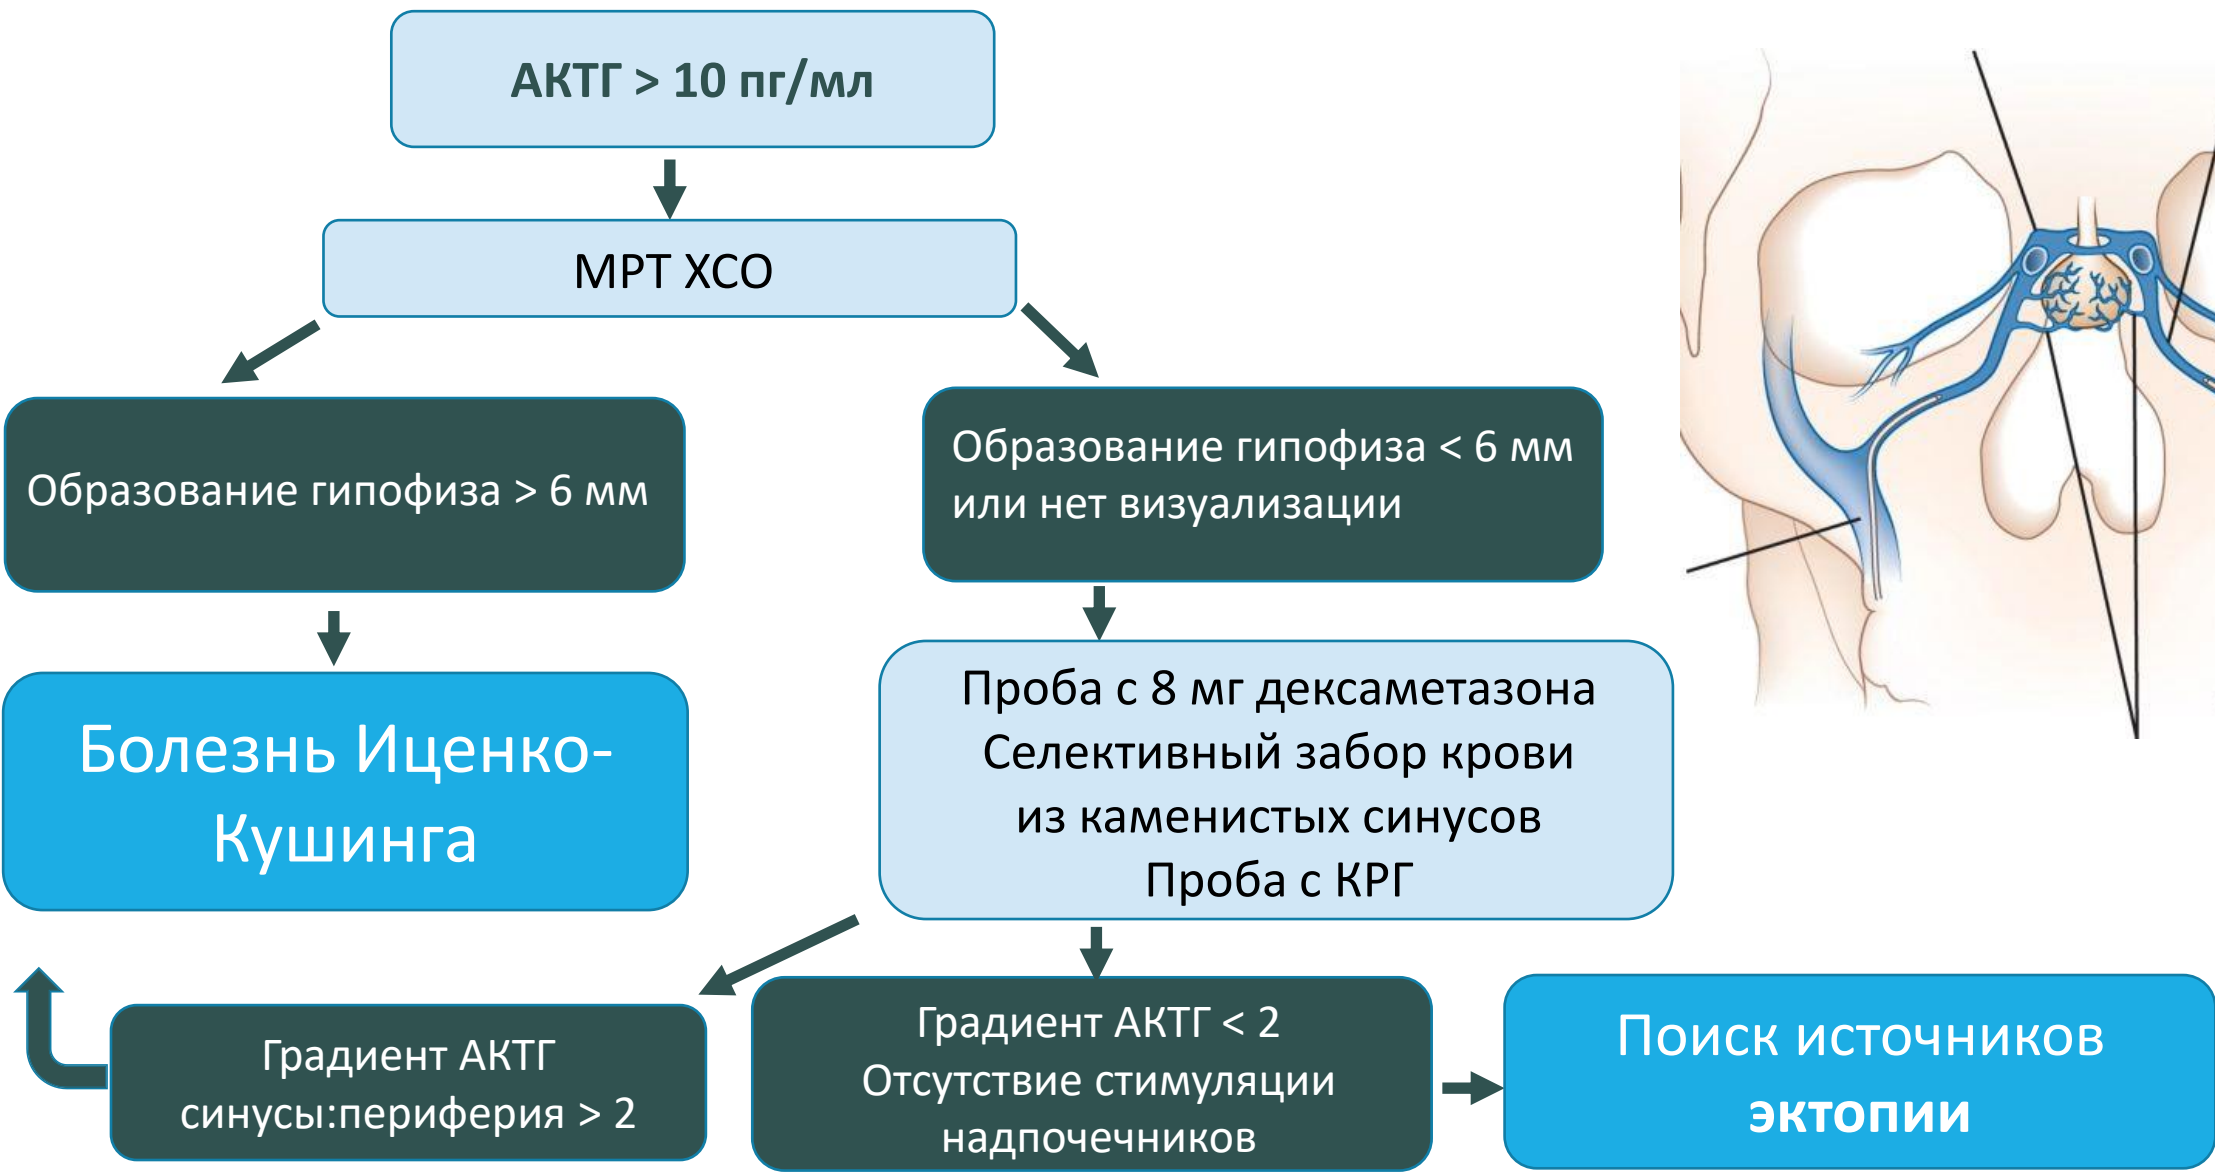 АКТГ > 10 пг/мл
МРТ ХСО
Образование гипофиза > 6 мм
Образование гипофиза < 6 мм
или нет визуализации
Болезнь Иценко-
Кушинга
Проба с 8 мг дексаметазона
Селективный забор крови
из каменистых синусов
Проба с КРГ
Градиент АКТГ
синусы:периферия > 2
Градиент АКТГ < 2
Отсутствие стимуляции
надпочечников
Поиск источников
эктопии